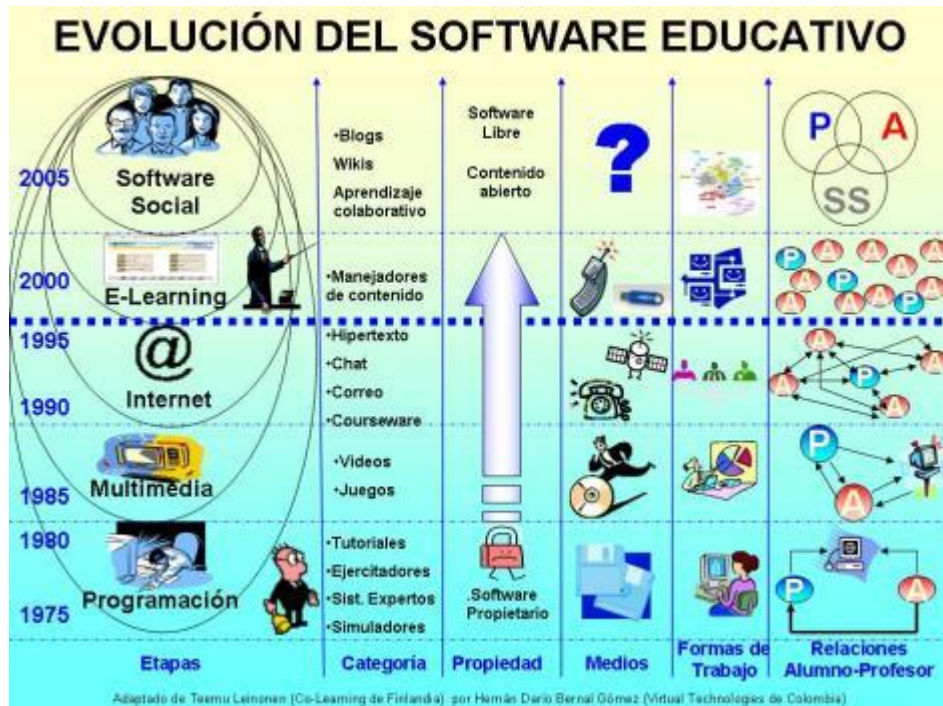 EVOLUCIÓN DEL SOFTWARE EDUCATIVO
2005
Software
Social
•Blogs
Wikis
Aprendizaje
colaborativo
Software
Libre
Contenido
abierto
?
P
A
SS
2000
E-Learning
•Manejadores
de contenido
A A A A
P A P A
A A A P A
1995
@
Internet
1990
•Hipertexto
•Chat
•Correo
•Courseware
A
A
A
P
A
Multimedia
1985
•Videos
•Juegos
P
A
1980
Programación
1975
•Tutoriales
•Ejercitadores
•Sist. Expertos
•Simuladores
.Software
Propietario
P
A
Etapas
Categoría
Propiedad
Medios
Formas de
Trabajo
Relaciones
Alumno-Profesor
Adaptado de Teemu Leinonen (Co-Learning de Finlandia) por Hernán Darío Bernal Gómez (Virtual Technologies de Colombia)